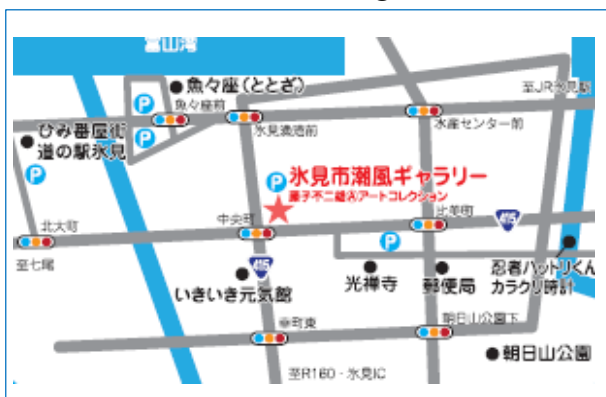 富山湾
魚々座(ととざ)
至JR氷見駅
P
魚々座前
ひみ番屋街
道の駅氷見
P
氷見漁港前
水産センター前
P
P
氷見市潮風ギャラリー
藤子不二雄Ⓐアートコレクション
北大町
中央町
比美町
415
至七尾
P
415
いきいき元気館
光禅寺
郵便局
忍者ハットリくん
カラクリ時計
幸町東
朝日山公園下
朝日山公園
至R160・氷見IC